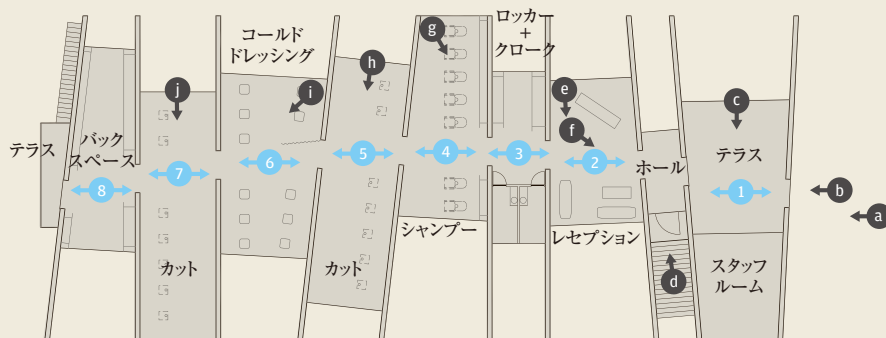 ロッカー
+
クローク
コールド
ドレッシング
g
h
i
j
e
f
c
テラス
バック
スペース
テラス
ホール
8
7
6
5
4
3
2
1
b
a
シャンプー
レセプション
カット
カット
d
スタッフ
ルーム